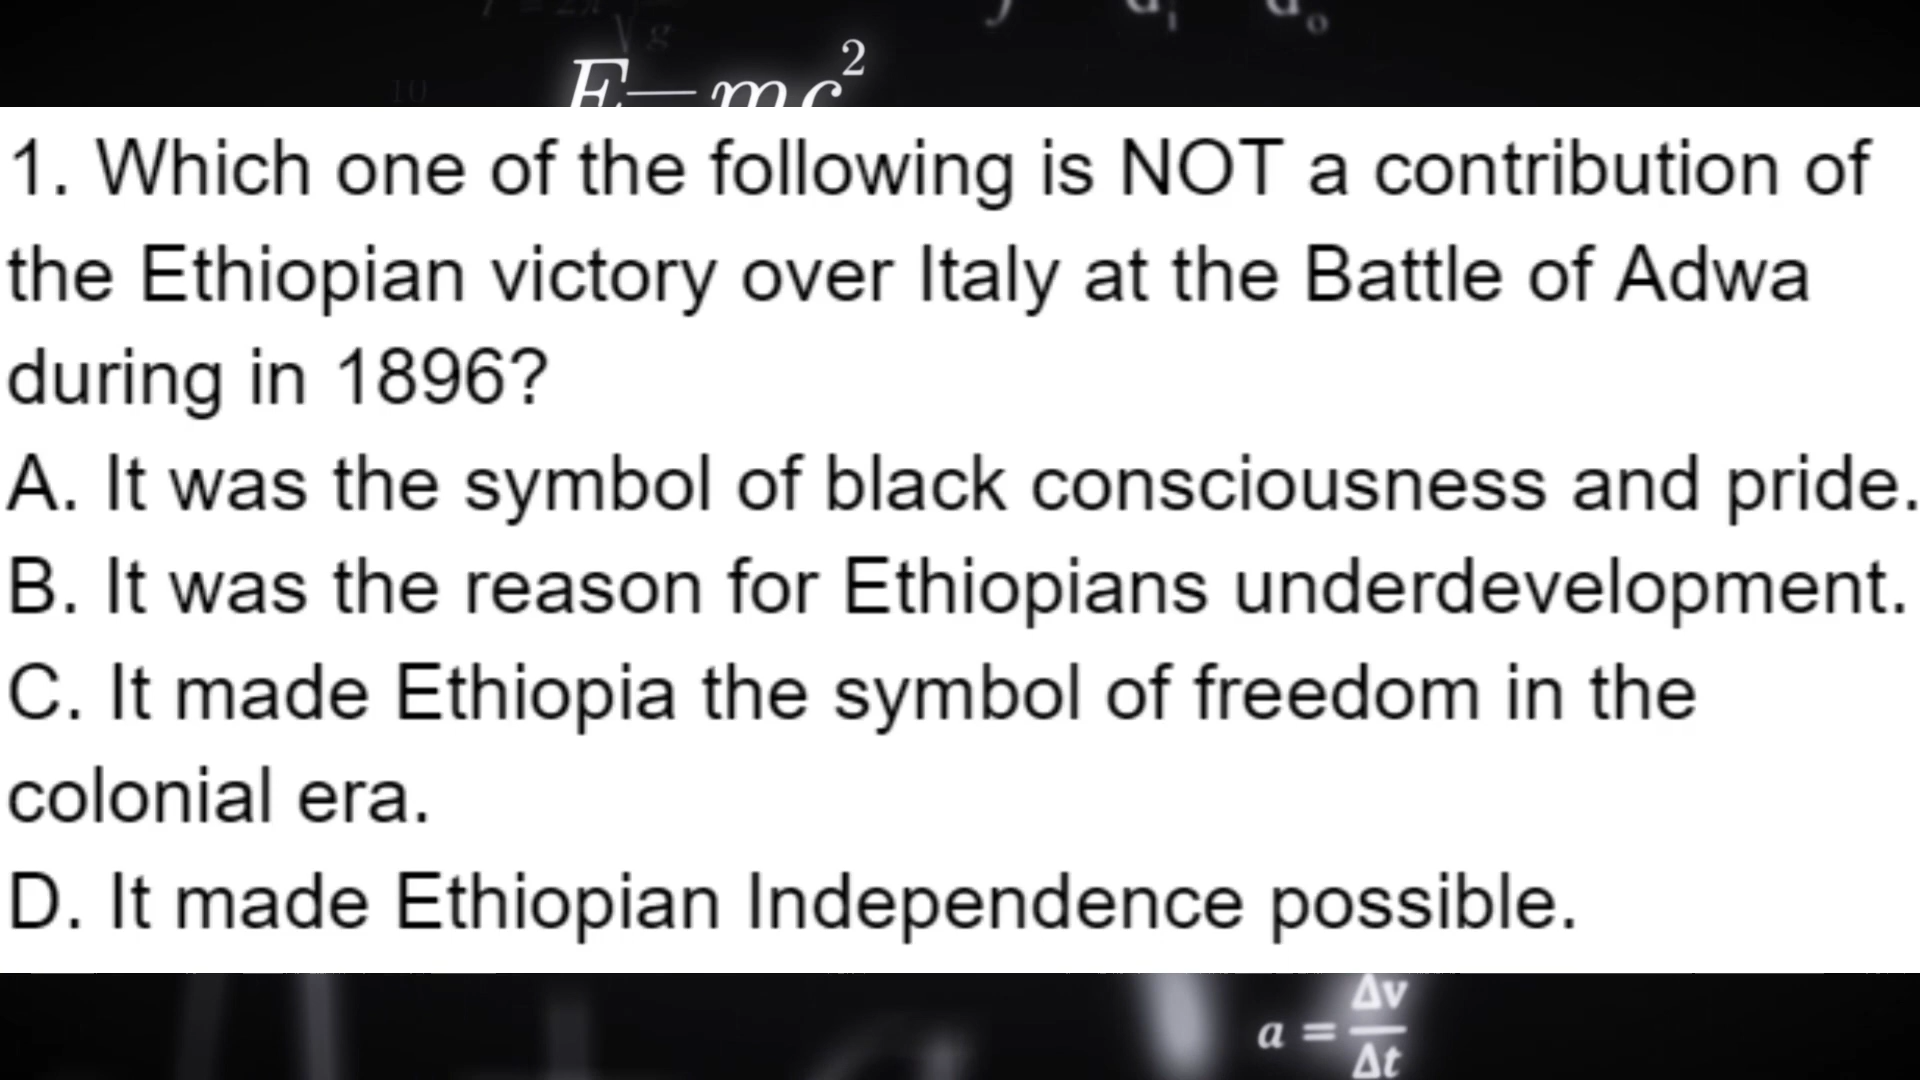 E=mc²
1. Which one of the following is NOT a contribution of
the Ethiopian victory over Italy at the Battle of Adwa
during in 1896?
A. It was the symbol of black consciousness and pride.
B. It was the reason for Ethiopians underdevelopment.
C. It made Ethiopia the symbol of freedom in the
colonial era.
D. It made Ethiopian Independence possible.
a = Δv/Δt